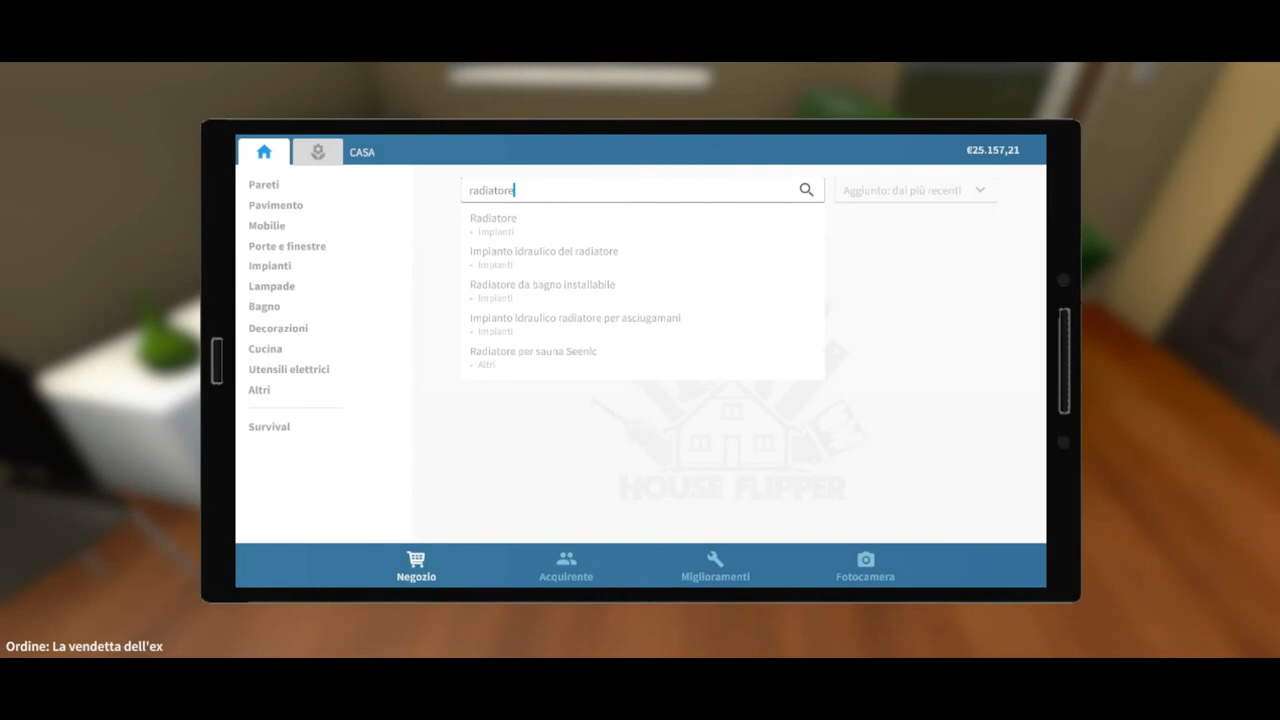 CASA
€25.157,21
Pareti
Pavimento
Mobilie
Porte e finestre
Impianti
Lampade
Bagno
Decorazioni
Cucina
Utensili elettrici
Altri
Survival
radiatore
Aggiunto: dai più recenti
Radiatore
• Impianti
Impianto idraulico del radiatore
• Impianti
Radiatore da bagno installabile
• Impianti
Impianto idraulico radiatore per asciugamani
• Impianti
Radiatore per sauna Seenic
• Altri
HOUSE FLIPPER
Negozio
Acquirente
Miglioramenti
Fotocamera
Ordine: La vendetta dell'ex